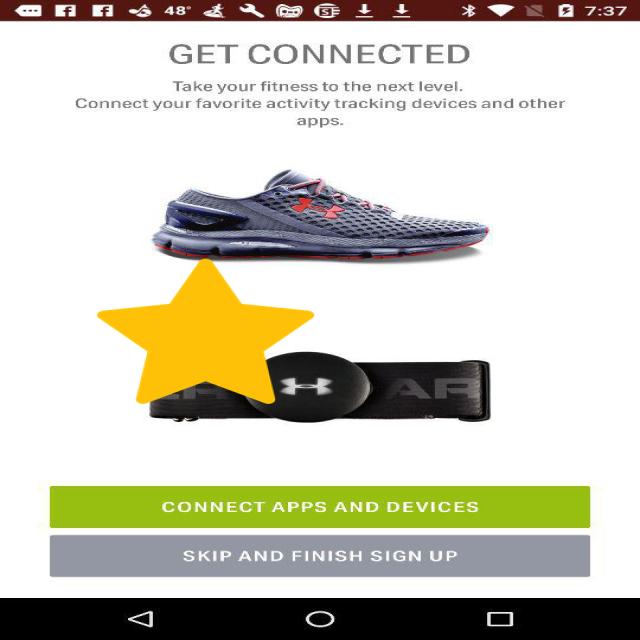 48° 7:37
GET CONNECTED
Take your fitness to the next level.
Connect your favorite activity tracking devices and other
apps.
AR
CONNECT APPS AND DEVICES
SKIP AND FINISH SIGN UP